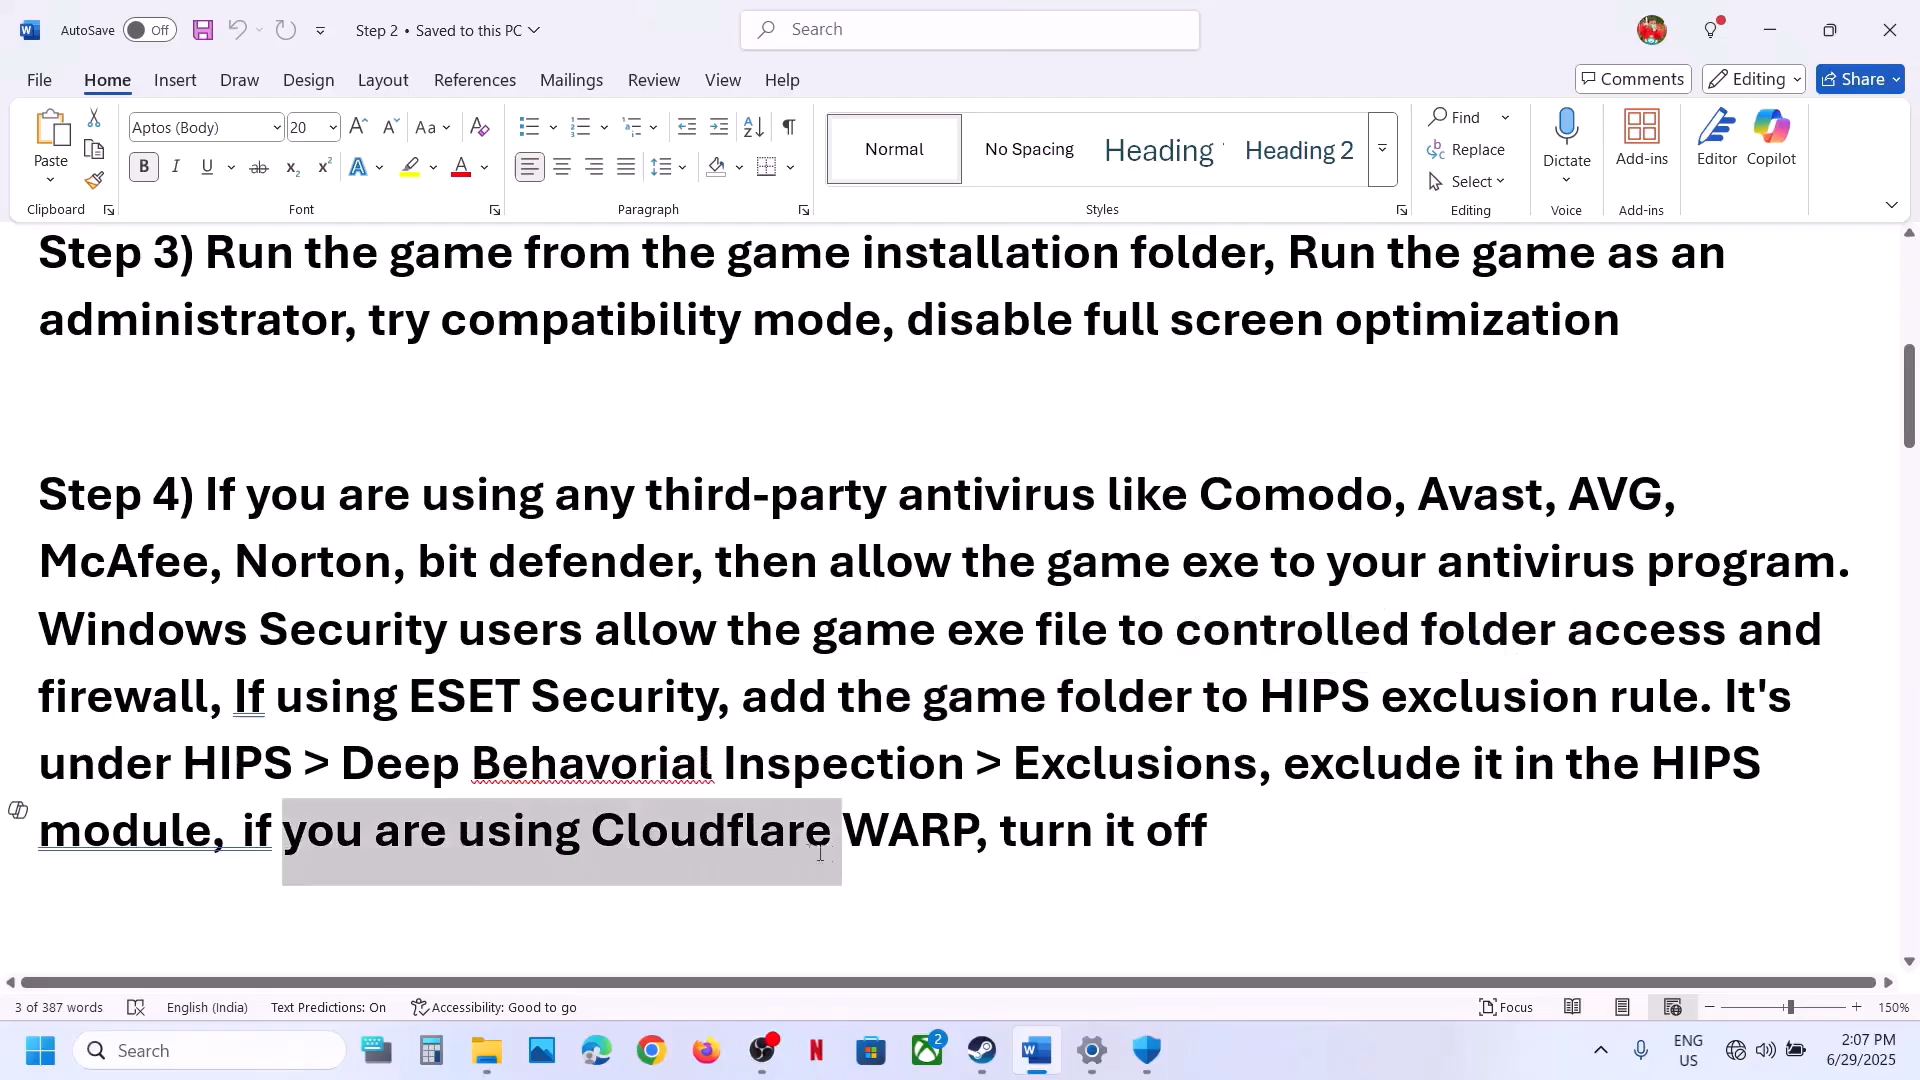 AutoSave Off Step 2 • Saved to this PC Search
File Home Insert Draw Design Layout References Mailings Review View Help Comments Editing Share
Paste Aptos (Body) 20 Aa Normal No Spacing Heading Heading 2 Find Replace Select Dictate Add-ins Editor Copilot
Clipboard Font Paragraph Styles Editing Voice Add-ins
Step 3) Run the game from the game installation folder, Run the game as an
administrator, try compatibility mode, disable full screen optimization
Step 4) If you are using any third-party antivirus like Comodo, Avast, AVG,
McAfee, Norton, bit defender, then allow the game exe to your antivirus program.
Windows Security users allow the game exe file to controlled folder access and
firewall, If using ESET Security, add the game folder to HIPS exclusion rule. It's
under HIPS > Deep Behavorial Inspection > Exclusions, exclude it in the HIPS
module, if you are using Cloudflare WARP, turn it off
3 of 387 words English (India) Text Predictions: On Accessibility: Good to go Focus 150%
Search 2 ENG US 2:07 PM 6/29/2025